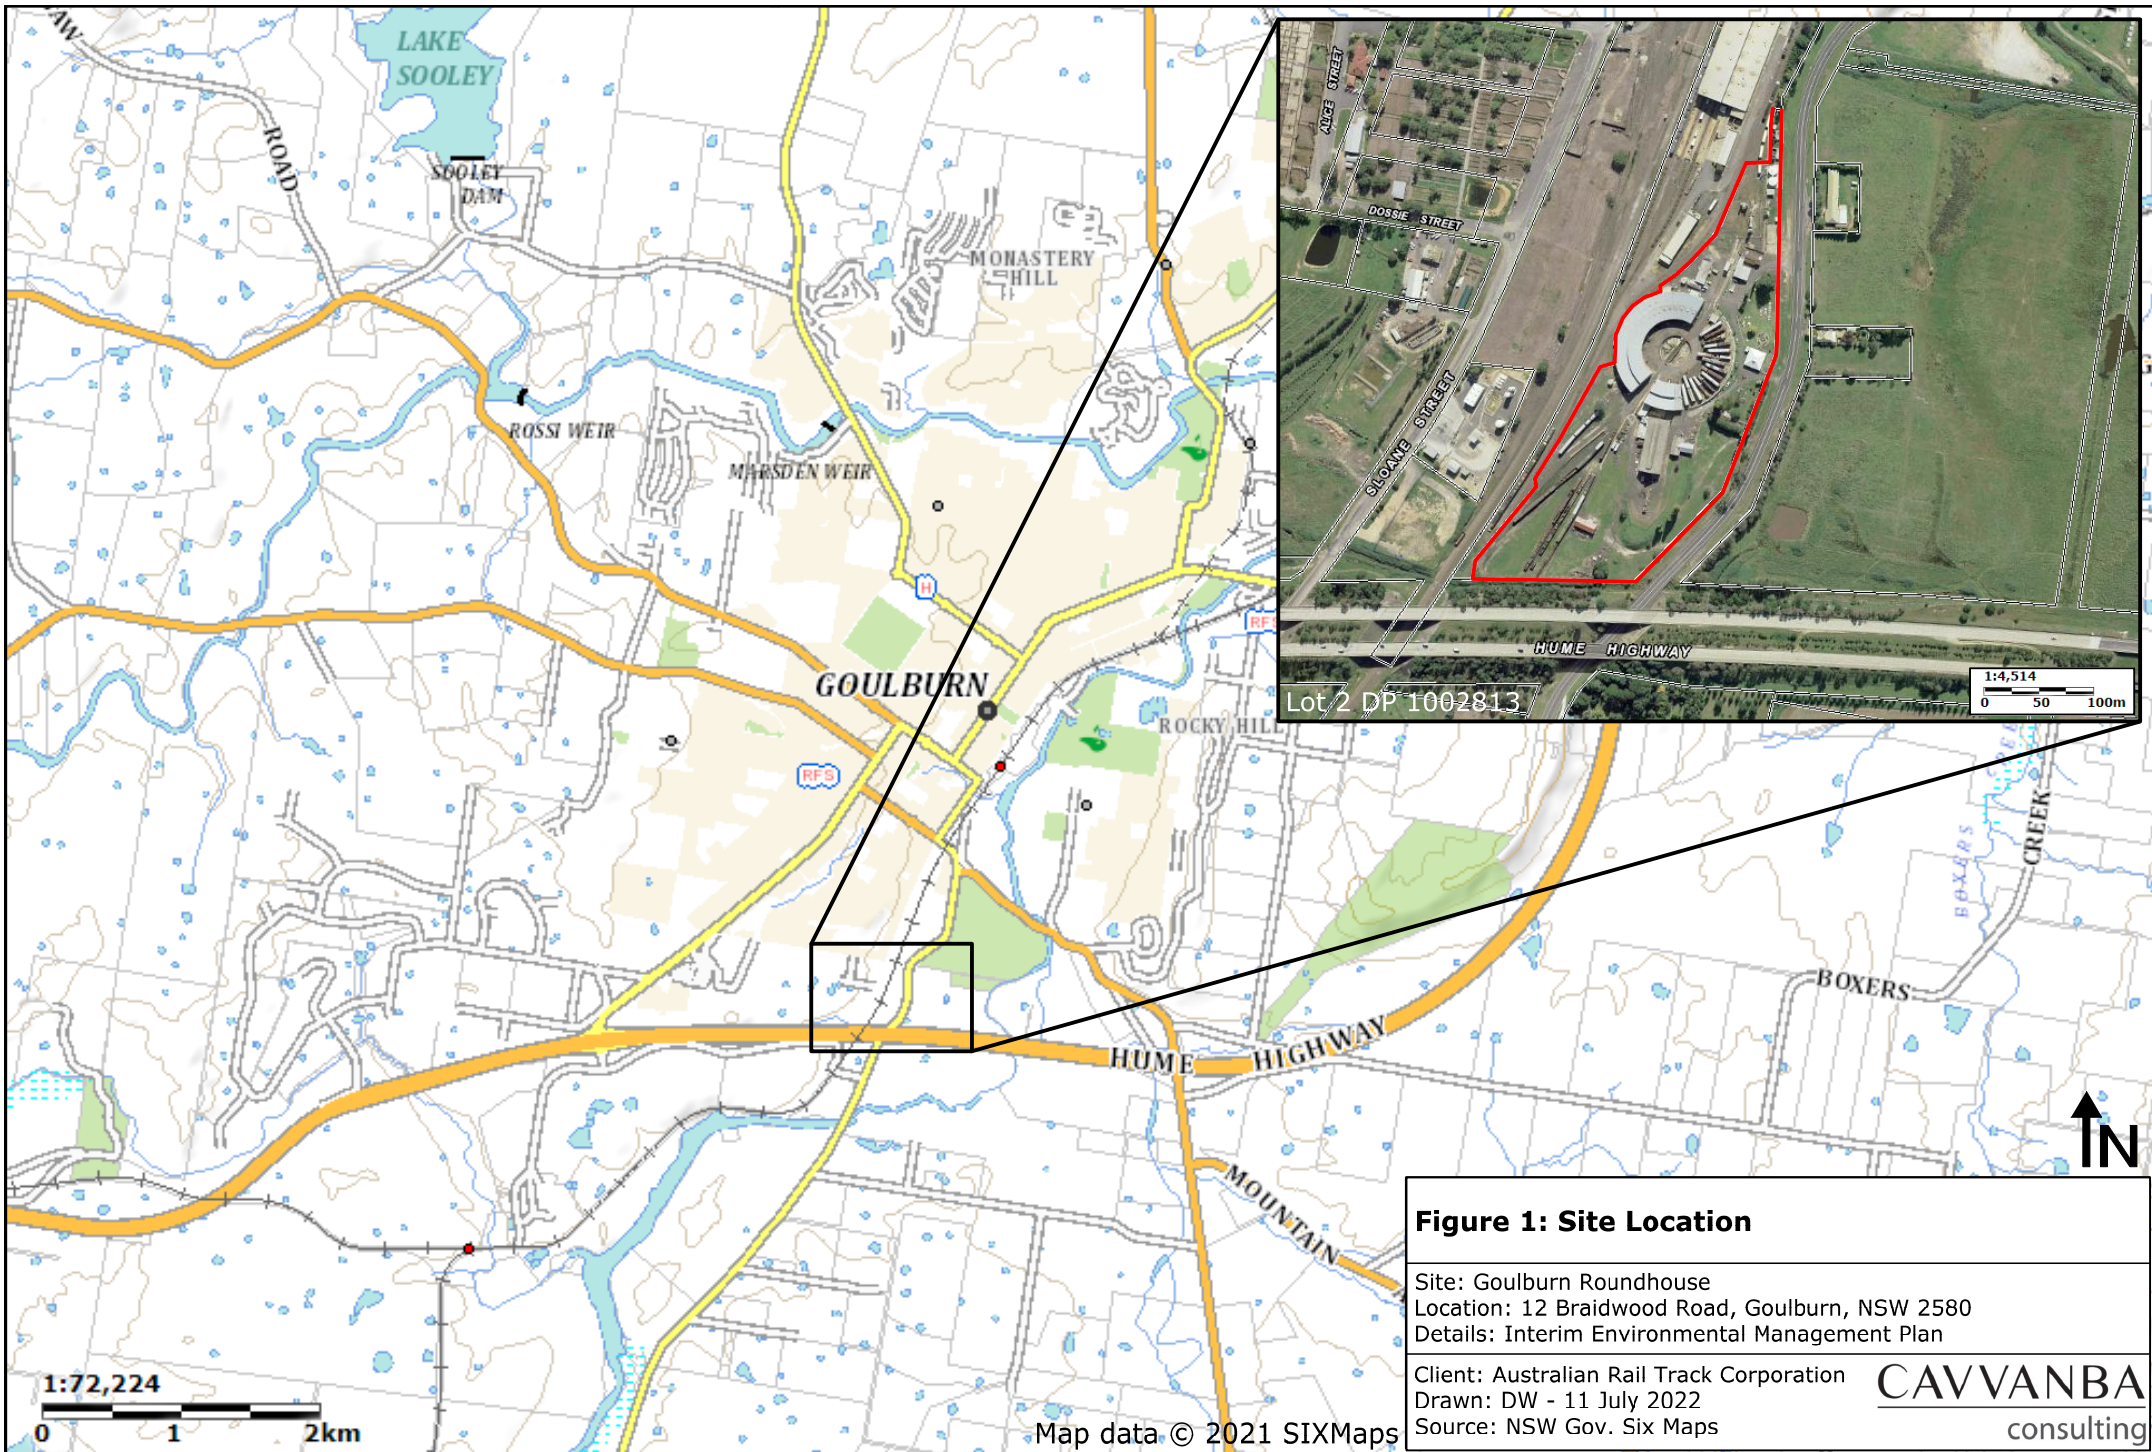 AW
ROAD
LAKE
SOOLEY
SOOLEY
DAM
MONASTERY
HILL
ROSSI WEIR
MARSDEN WEIR
H
GOULBURN
RFS
RFS
ROCKY HILL
HUME HIGHWAY
BOXERS
CREEK
BOXERS
MOUNTAIN
ALICE STREET
DOSSIE STREET
SLOANE STREET
HUME HIGHWAY
Lot 2 DP 1002813
1:4,514
0 50 100m
N
Figure 1: Site Location
Site: Goulburn Roundhouse
Location: 12 Braidwood Road, Goulburn, NSW 2580
Details: Interim Environmental Management Plan
Client: Australian Rail Track Corporation
Drawn: DW - 11 July 2022
Source: NSW Gov. Six Maps
CAVVANBA
consulting
1:72,224
0 1 2km
Map data © 2021 SIXMaps